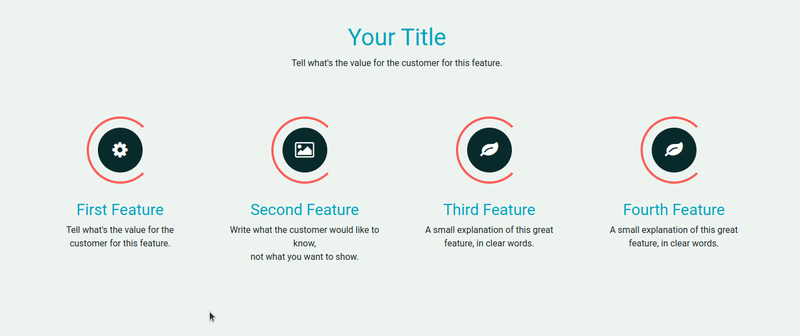 Your Title
Tell what's the value for the customer for this feature.
First Feature
Tell what's the value for the
customer for this feature.
Second Feature
Write what the customer would like to
know,
not what you want to show.
Third Feature
A small explanation of this great
feature, in clear words.
Fourth Feature
A small explanation of this great
feature, in clear words.